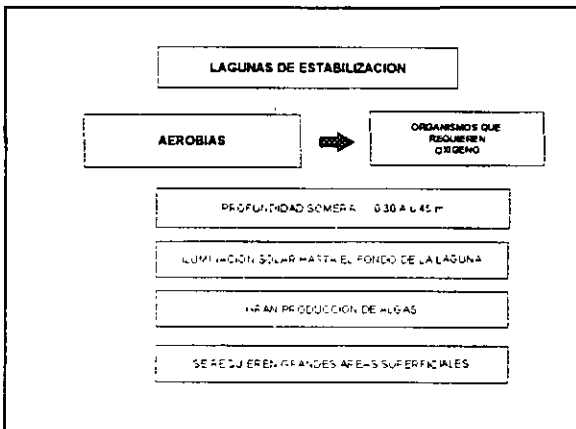 LAGUNAS DE ESTABILIZACION
AEROBIAS
ORGANISMOS QUE
REQUIEREN
OXIGENO
PROFUNDIDAD SOMERA 0.30 A 0.45 m
ILUMINACION SOLAR HASTA EL FONDO DE LA LAGUNA
GRAN PRODUCCION DE ALGAS
SE REQUIEREN GRANDES AREAS SUPERFICIALES